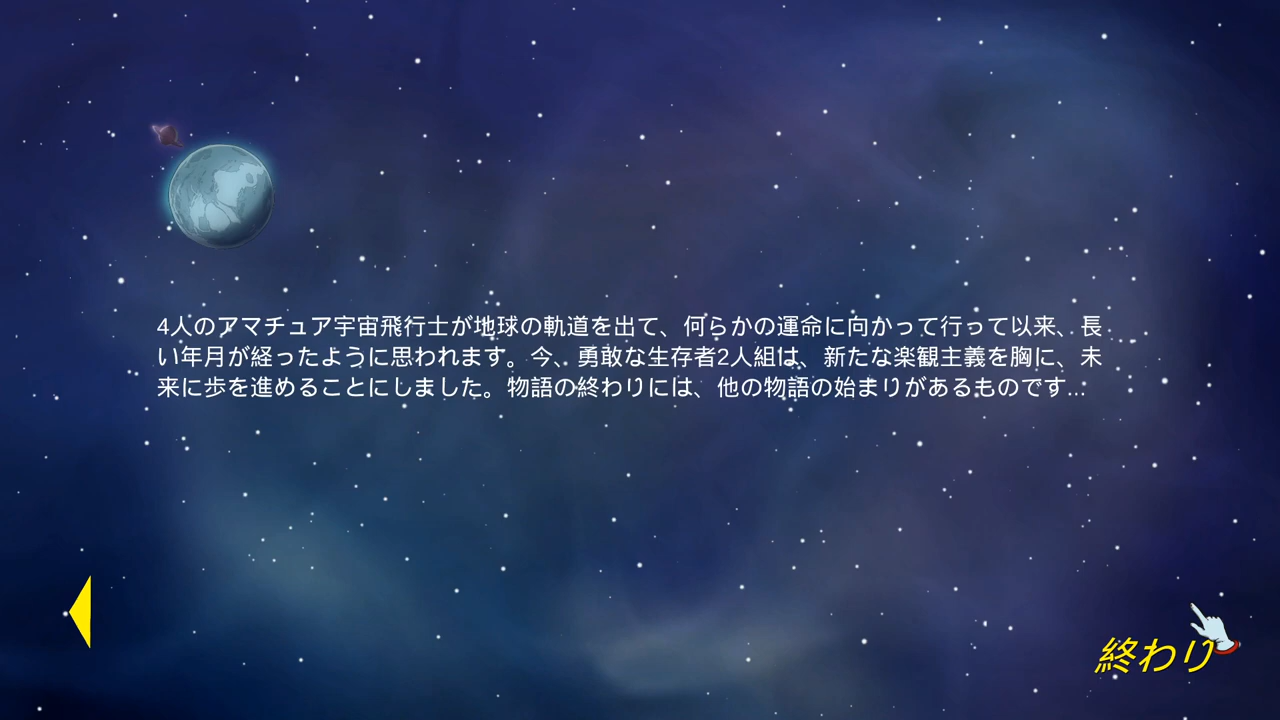 4人のアマチュア宇宙飛行士が地球の軌道を出て、何らかの運命に向かって行って以来、長
い年月が経ったように思われます。今、勇敢な生存者2人組は、新たな楽観主義を胸に、未
来に歩を進めることにしました。物語の終わりには、他の物語の始まりがあるものです...
終わり